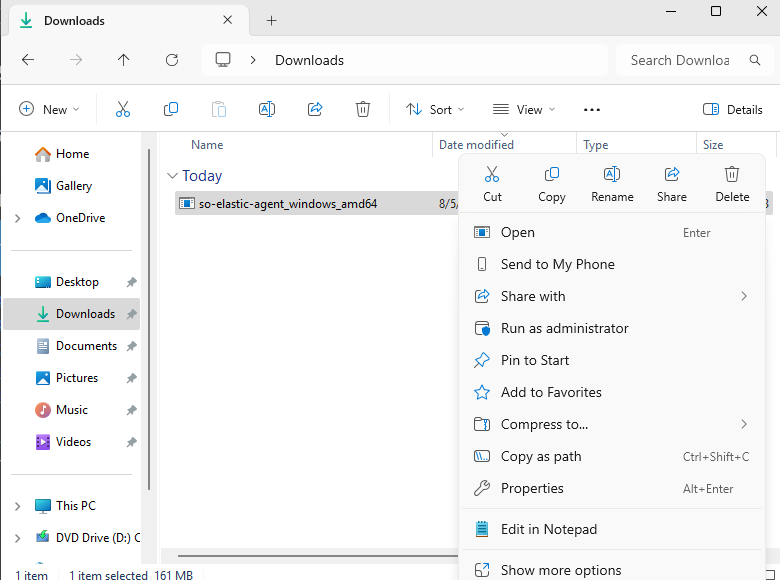 Downloads
Downloads
Search Downloa
New
Sort
View
Details
Home
Gallery
OneDrive
Desktop
Downloads
Documents
Pictures
Music
Videos
This PC
DVD Drive (D:) C
Name
Date modified
Type
Size
Today
so-elastic-agent_windows_amd64
8/5/
Cut
Copy
Rename
Share
Delete
Open Enter
Send to My Phone
Share with
Run as administrator
Pin to Start
Add to Favorites
Compress to...
Copy as path Ctrl+Shift+C
Properties Alt+Enter
Edit in Notepad
Show more options
1 item
1 item selected 161 MB